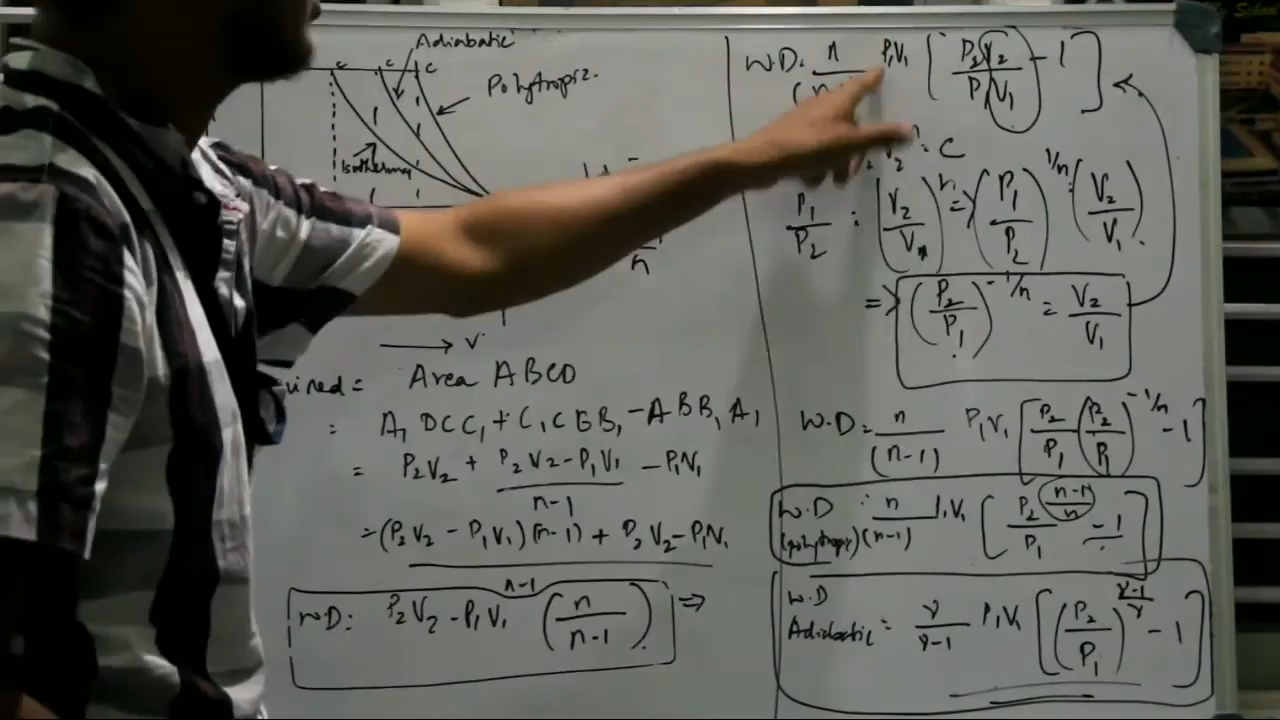 Adiabatic
C C C
Polytropic.
Isothermal
→ V
uired = Area ABCD
= A₁ DCC₁ + C₁CBB₁ - ABB₁A₁
= P₂V₂ + (P₂V₂ - P₁V₁)/(n-1) - P₁V₁
= (P₂V₂ - P₁V₁)(n-1) + P₂V₂ - P₁V₁
n-1
W.D: P₂V₂ - P₁V₁ (n/(n-1)) ⇒
W.D. n P₁V₁ [P₂V₂/P₁V₁ - 1]
= C
P₁/P₂ : (V₂/V₁)ⁿ ⇒ (P₁/P₂)^1/n : (V₂/V₁).
⇒ (P₂/P₁)^-1/n = V₂/V₁
W.D = n/(n-1) P₁V₁ [P₂/P₁ (P₂/P₁)^-1/n - 1]
W.D (polytropic) : n/(n-1) P₁V₁ [P₂/P₁ ^(n-1)/n - 1]
W.D Adiabatic = γ/(γ-1) P₁V₁ [(P₂/P₁)^(γ-1)/γ - 1]